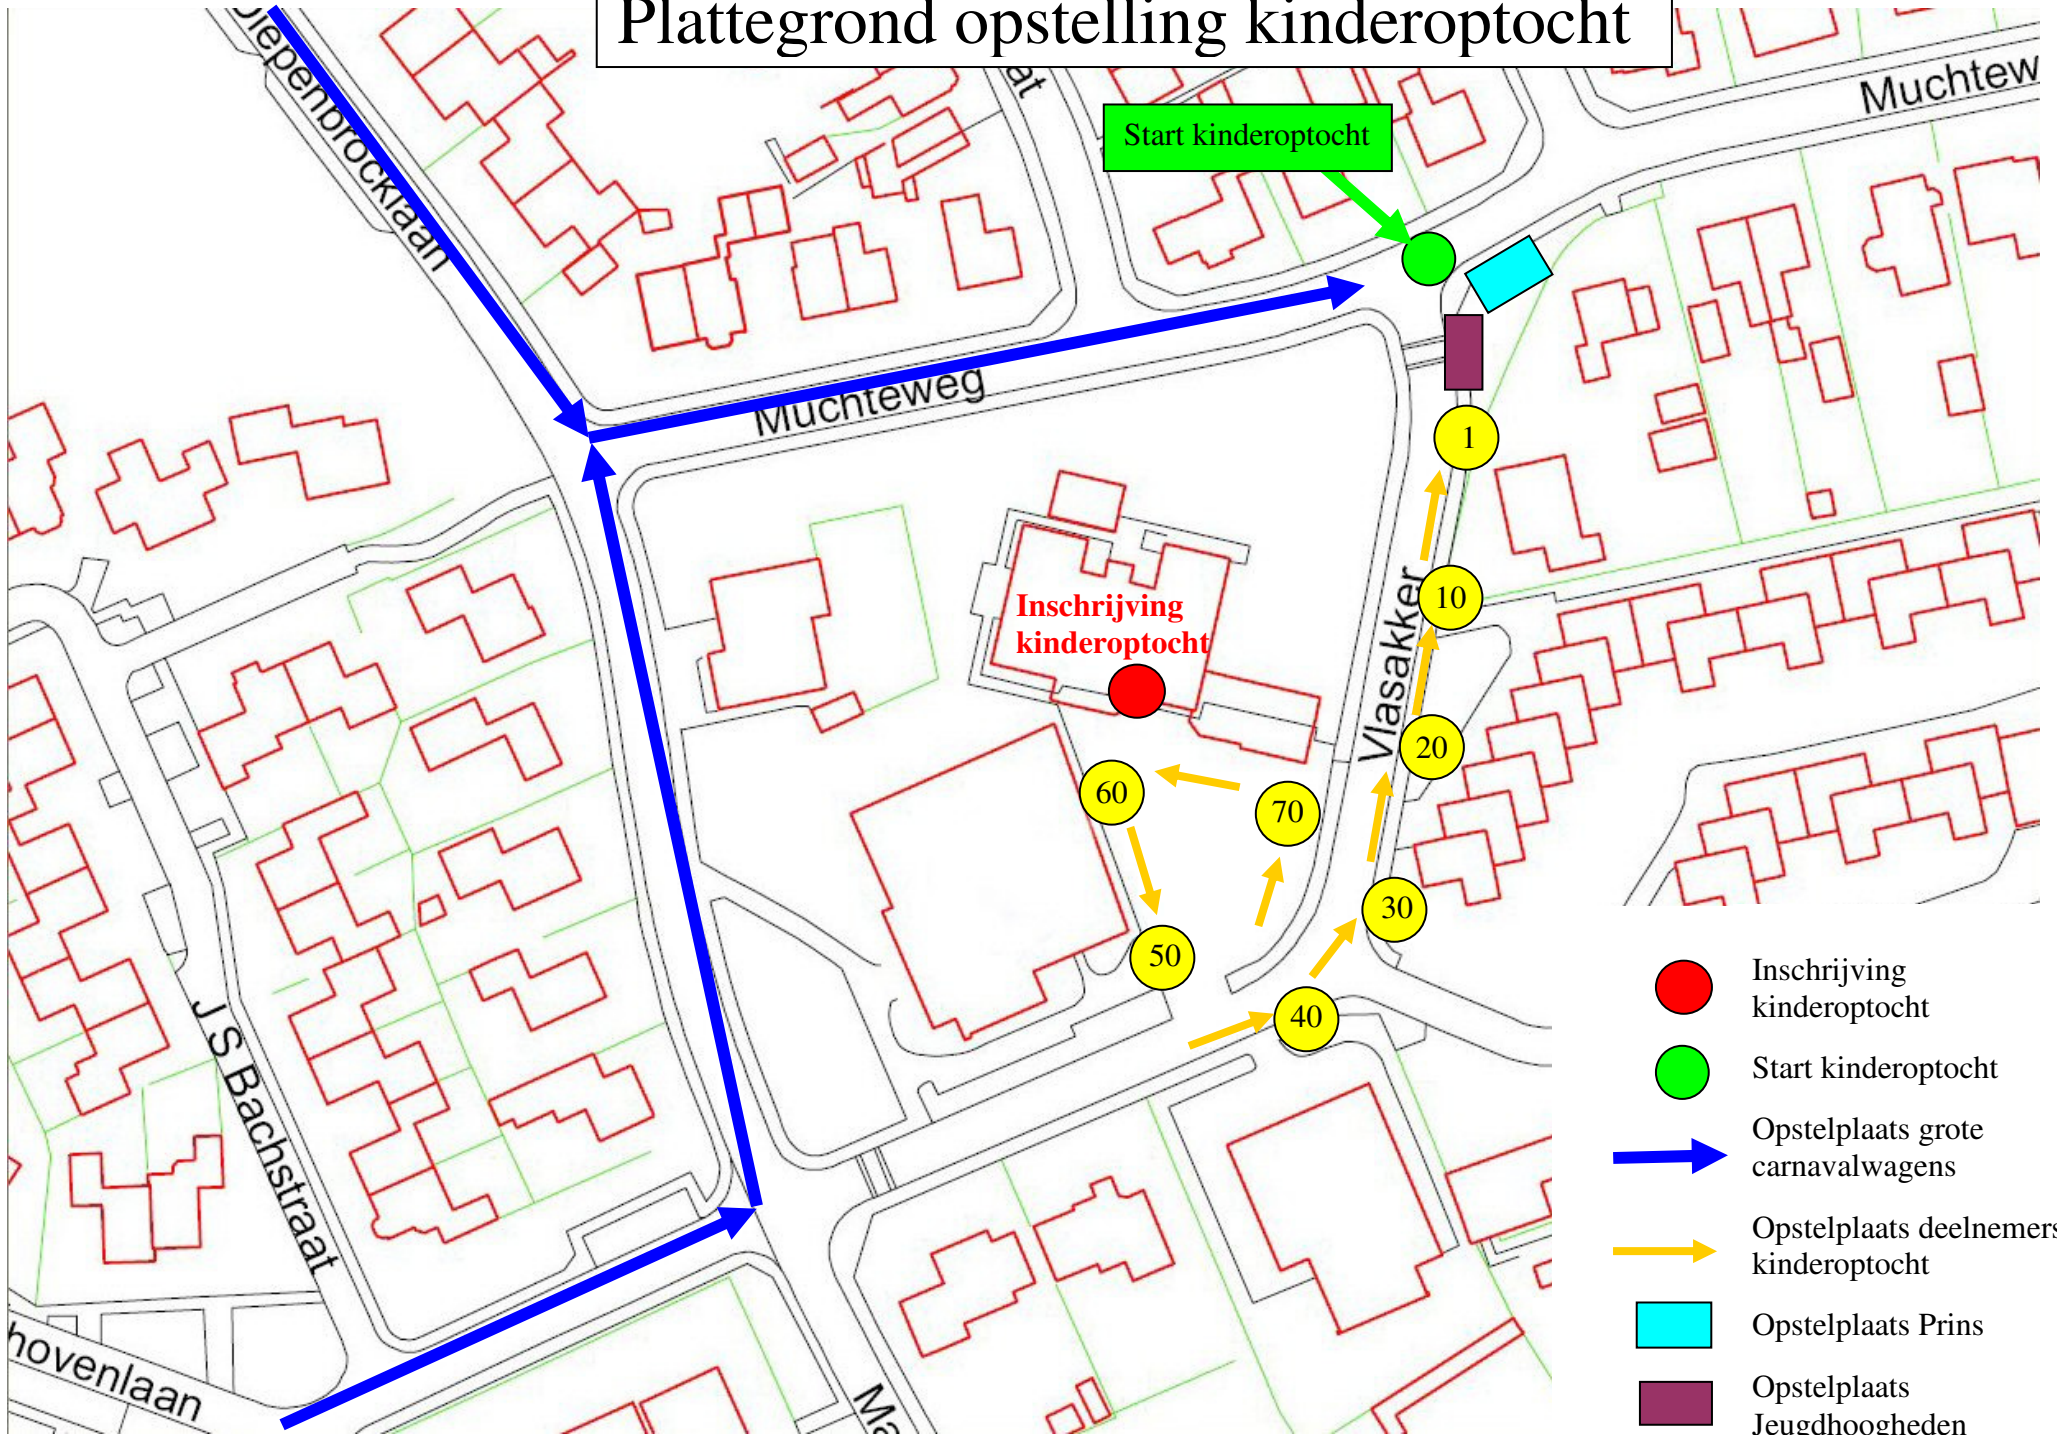 Plattegrond opstelling kinderoptocht
Diepenbrocklaan
at
Muchtew
Start kinderoptocht
Muchteweg
1
10
Inschrijving
kinderoptocht
Vlasakker
20
60
70
30
50
40
J S Bachstraat
hovenlaan
Ma
Inschrijving
kinderoptocht
Start kinderoptocht
Opstelplaats grote
carnavalwagens
Opstelplaats deelnemers
kinderoptocht
Opstelplaats Prins
Opstelplaats
Jeugdhoogheden